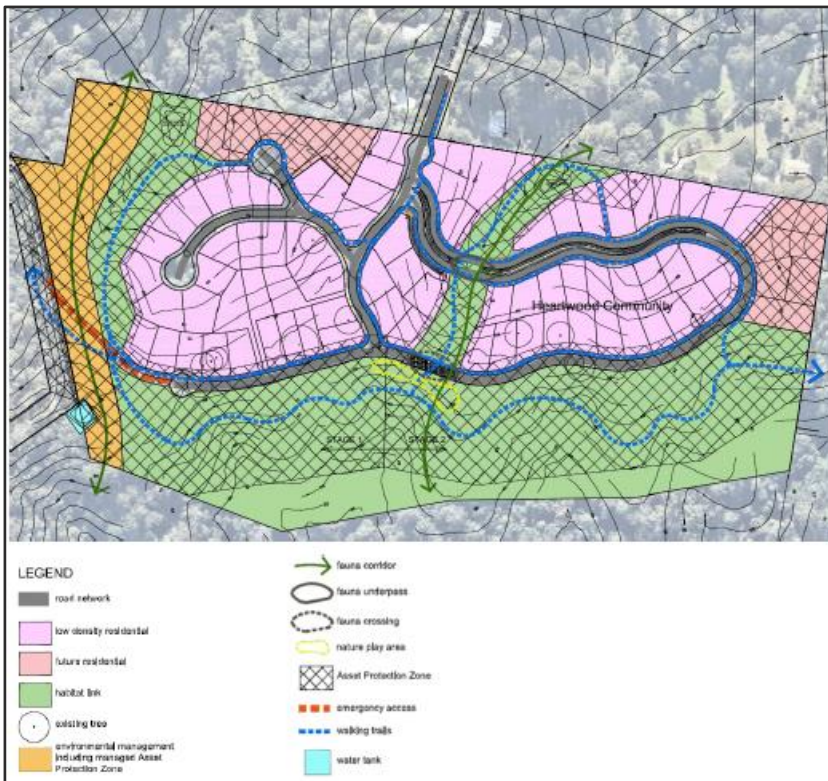 Heartwood Community
STAGE 1
STAGE 2
LEGEND
road network
low density residential
future residential
habitat link
existing tree
environmental management
including managed Asset
Protection Zone
fauna corridor
fauna underpass
fauna crossing
nature play area
Asset Protection Zone
emergency access
walking trails
water tank